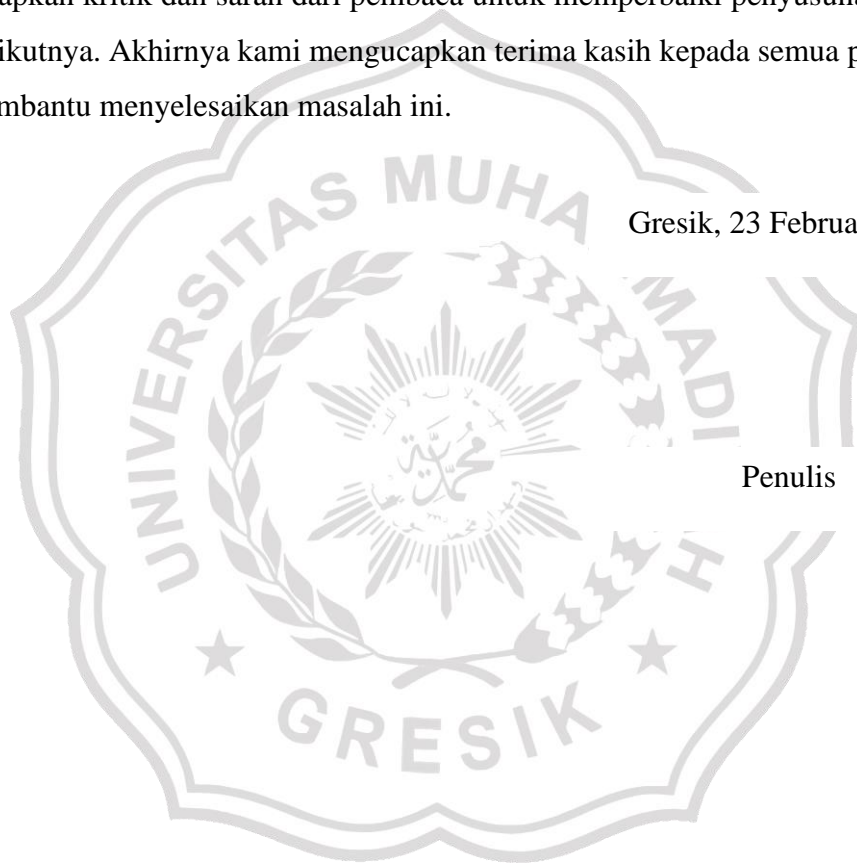 apkan kritik dan saran dari pembaca untuk memperbaiki penyusuna
ikutnya. Akhirnya kami mengucapkan terima kasih kepada semua p
mbantu menyelesaikan masalah ini.
Gresik, 23 Februa
Penulis
UNIVERSITAS MUHA MADI H
GRESIK
محمدية